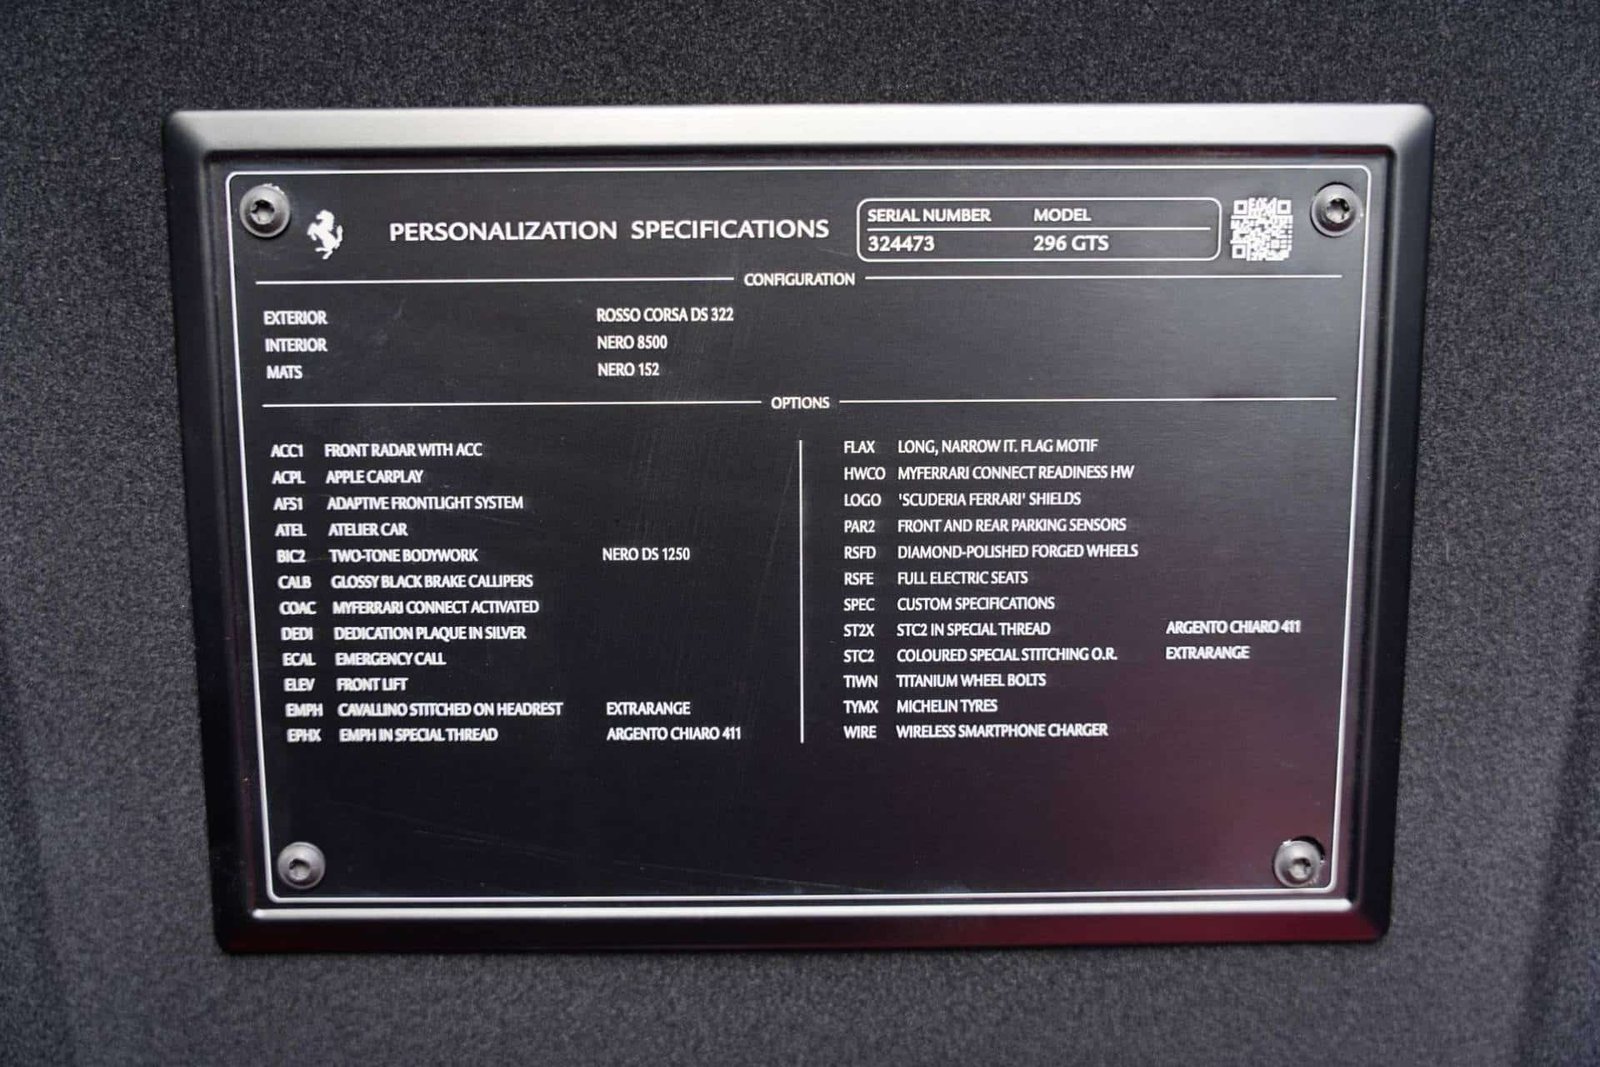 PERSONALIZATION SPECIFICATIONS
SERIAL NUMBER MODEL
324473 296 GTS
CONFIGURATION
EXTERIOR ROSSO CORSA DS 322
INTERIOR NERO 8500
MATS NERO 152
OPTIONS
ACC1 FRONT RADAR WITH ACC
ACPL APPLE CARPLAY
AFS1 ADAPTIVE FRONTLIGHT SYSTEM
ATEL ATELIER CAR
BIC2 TWO-TONE BODYWORK NERO DS 1250
CALB GLOSSY BLACK BRAKE CALLIPERS
COAC MYFERRARI CONNECT ACTIVATED
DEDI DEDICATION PLAQUE IN SILVER
ECAL EMERGENCY CALL
ELEV FRONT LIFT
EMPH CAVALLINO STITCHED ON HEADREST EXTRARANGE
EPHX EMPH IN SPECIAL THREAD ARGENTO CHIARO 411
FLAX LONG, NARROW IT. FLAG MOTIF
HWCO MYFERRARI CONNECT READINESS HW
LOGO 'SCUDERIA FERRARI' SHIELDS
PAR2 FRONT AND REAR PARKING SENSORS
RSFD DIAMOND-POLISHED FORGED WHEELS
RSFE FULL ELECTRIC SEATS
SPEC CUSTOM SPECIFICATIONS
ST2X STC2 IN SPECIAL THREAD ARGENTO CHIARO 411
STC2 COLOURED SPECIAL STITCHING O.R. EXTRARANGE
TIWN TITANIUM WHEEL BOLTS
TYMX MICHELIN TYRES
WIRE WIRELESS SMARTPHONE CHARGER